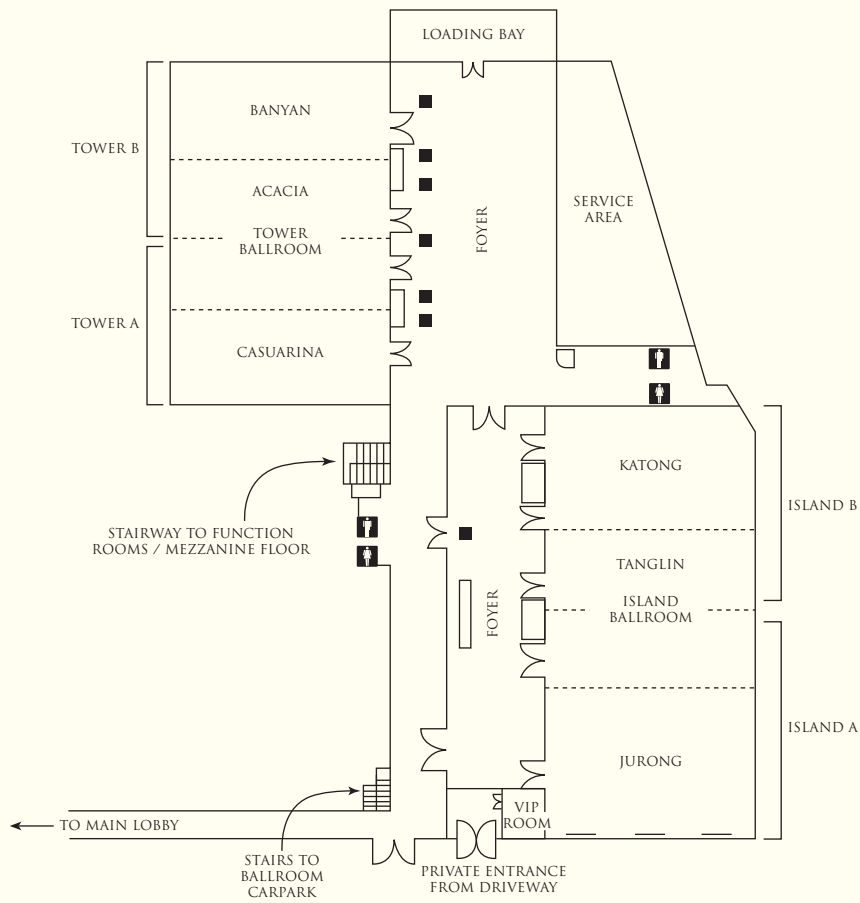 LOADING BAY
BANYAN
TOWER B
ACACIA
SERVICE
AREA
FOYER
TOWER
BALLROOM
TOWER A
CASUARINA
KATONG
ISLAND B
STAIRWAY TO FUNCTION
ROOMS / MEZZANINE FLOOR
TANGLIN
FOYER
ISLAND
BALLROOM
ISLAND A
JURONG
VIP
ROOM
TO MAIN LOBBY
STAIRS TO
BALLROOM
CARPARK
PRIVATE ENTRANCE
FROM DRIVEWAY